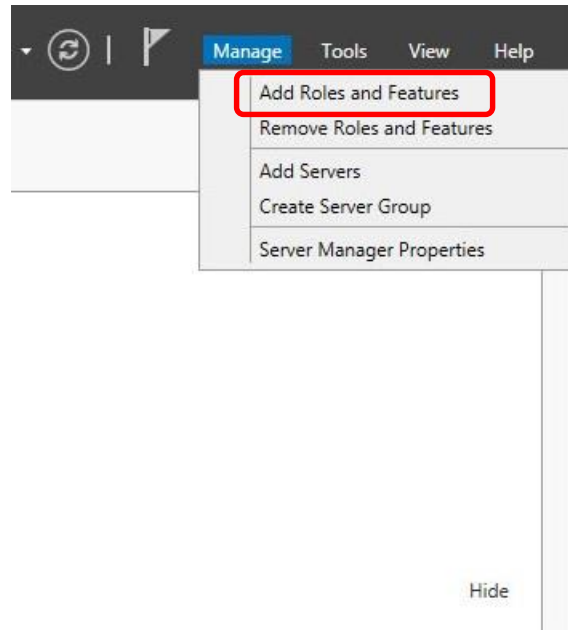 Manage Tools View Help
Add Roles and Features
Remove Roles and Features
Add Servers
Create Server Group
Server Manager Properties
Hide